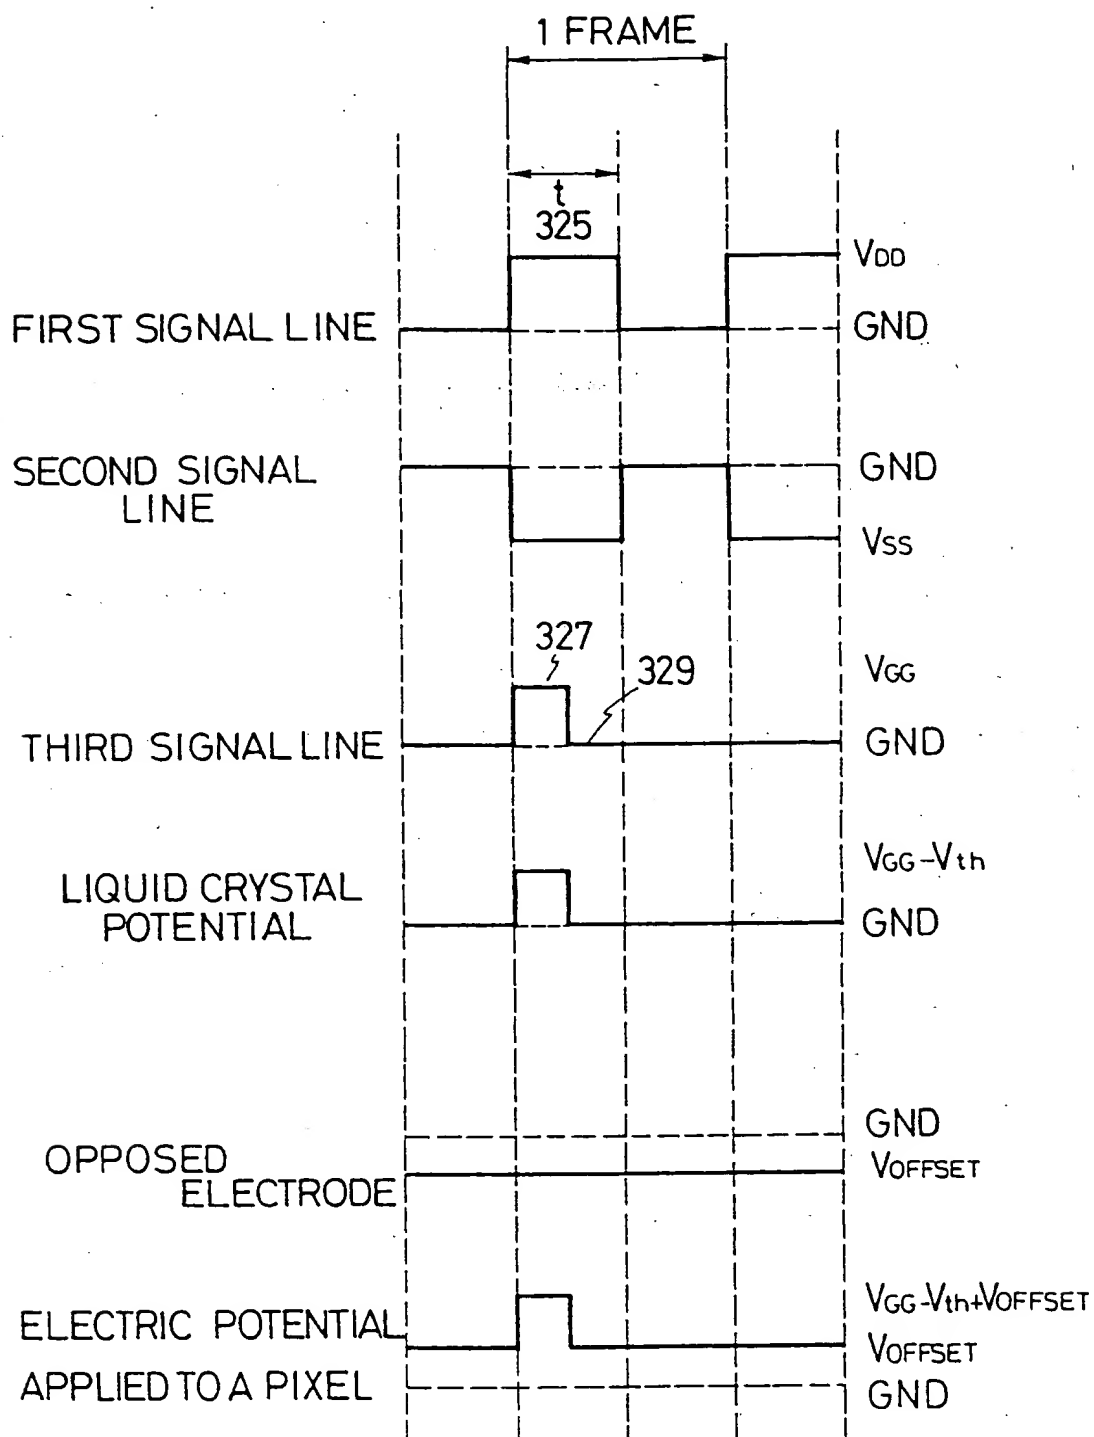 1 FRAME
t
325
VDD
FIRST SIGNAL LINE
GND
SECOND SIGNAL
LINE
GND
VSS
327
329
VGG
THIRD SIGNAL LINE
GND
VGG-Vth
LIQUID CRYSTAL
POTENTIAL
GND
GND
OPPOSED
ELECTRODE
VOFFSET
VGG-Vth+VOFFSET
ELECTRIC POTENTIAL
VOFFSET
APPLIED TO A PIXEL
GND